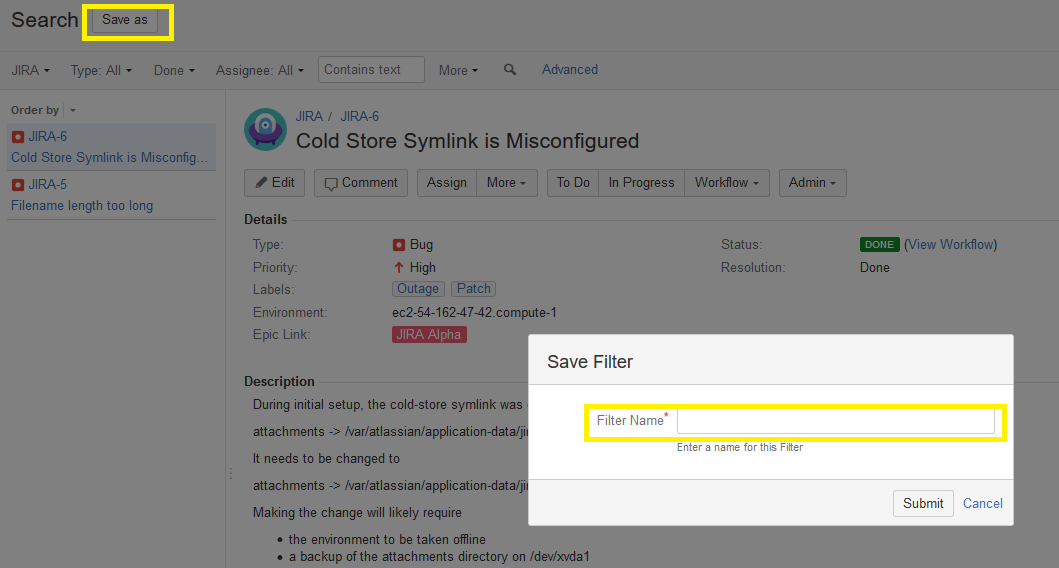 Search Save as
JIRA Type: All Done Assignee: All Contains text More Advanced
Order by
JIRA-6
Cold Store Symlink is Misconfig...
JIRA-5
Filename length too long
JIRA / JIRA-6
Cold Store Symlink is Misconfigured
Edit Comment Assign More To Do In Progress Workflow Admin
Details
Type: Bug Status: DONE (View Workflow)
Priority: High Resolution: Done
Labels: Outage Patch
Environment: ec2-54-162-47-42.compute-1
Epic Link: JIRA Alpha
Description
During initial setup, the cold-store symlink was
attachments -> /var/atlassian/application-data/ji
It needs to be changed to
attachments -> /var/atlassian/application-data/ji
Making the change will likely require
• the environment to be taken offline
• a backup of the attachments directory on /dev/xvda1
Save Filter
Filter Name*
Enter a name for this Filter
Submit Cancel